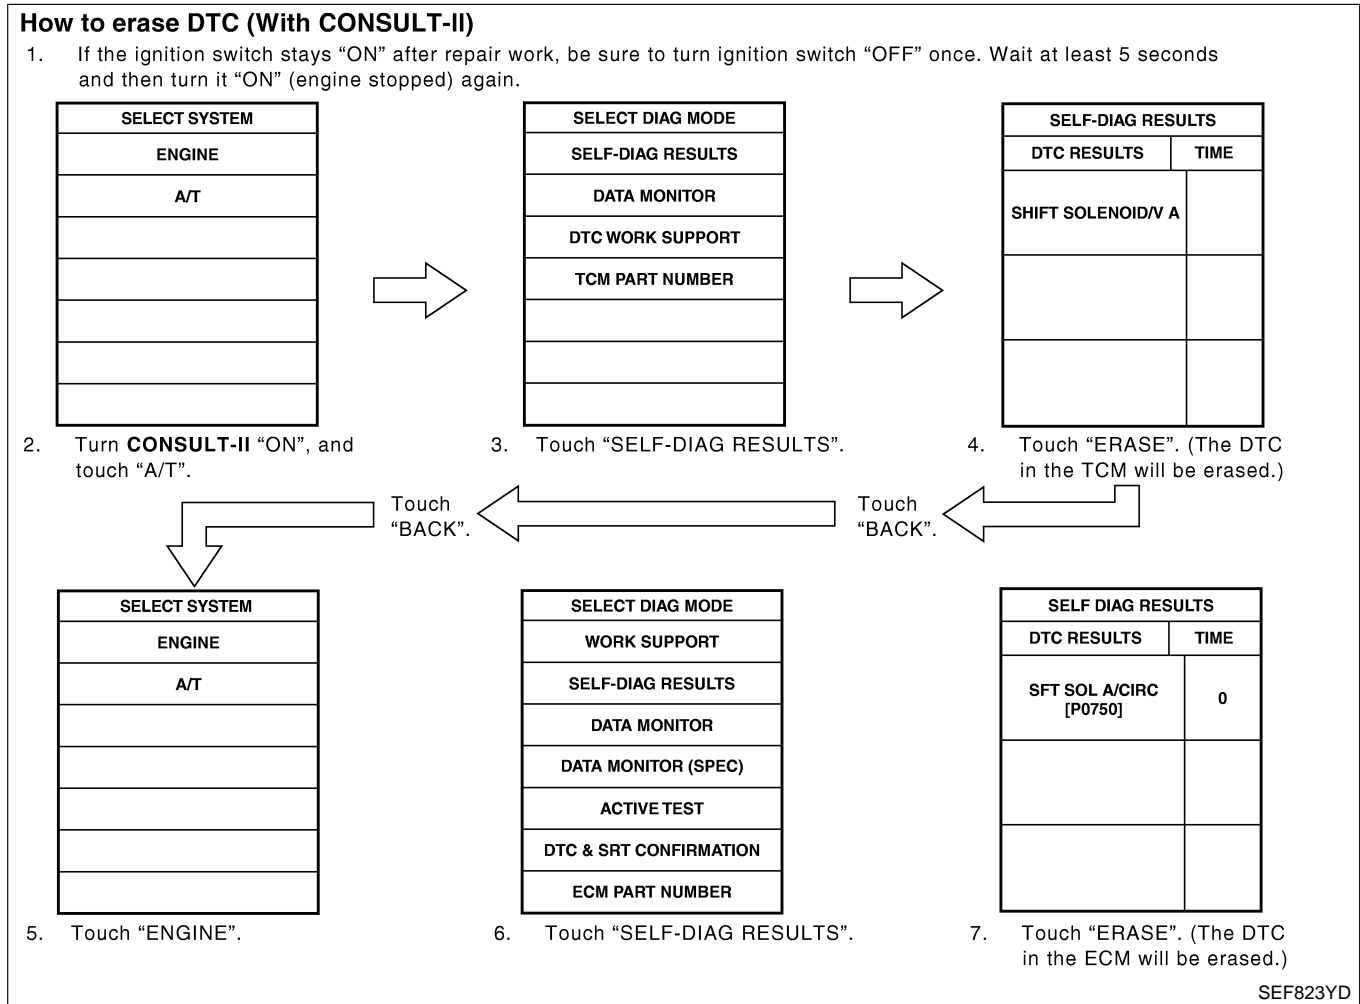 How to erase DTC (With CONSULT-II)
1. If the ignition switch stays “ON” after repair work, be sure to turn ignition switch “OFF” once. Wait at least 5 seconds
and then turn it “ON” (engine stopped) again.
SELECT SYSTEM
ENGINE
A/T
SELECT DIAG MODE
SELF-DIAG RESULTS
DATA MONITOR
DTC WORK SUPPORT
TCM PART NUMBER
SELF-DIAG RESULTS
DTC RESULTS TIME
SHIFT SOLENOID/V A
2. Turn CONSULT-II “ON”, and
touch “A/T”.
3. Touch “SELF-DIAG RESULTS”.
4. Touch “ERASE”. (The DTC
in the TCM will be erased.)
Touch
“BACK”.
Touch
“BACK”.
SELECT SYSTEM
ENGINE
A/T
SELECT DIAG MODE
WORK SUPPORT
SELF-DIAG RESULTS
DATA MONITOR
DATA MONITOR (SPEC)
ACTIVE TEST
DTC & SRT CONFIRMATION
ECM PART NUMBER
SELF DIAG RESULTS
DTC RESULTS TIME
SFT SOL A/CIRC
[P0750]
0
5. Touch “ENGINE”.
6. Touch “SELF-DIAG RESULTS”.
7. Touch “ERASE”. (The DTC
in the ECM will be erased.)
SEF823YD